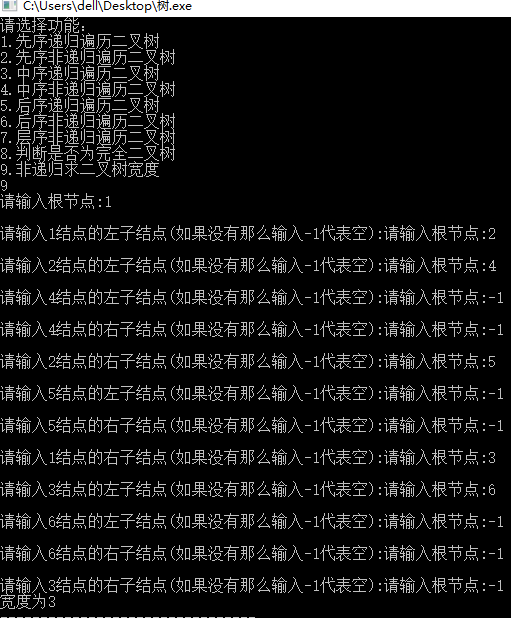 C:\Users\dell\Desktop\树.exe
请选择功能:
1.先序递归遍历二叉树
2.先序非递归遍历二叉树
3.中序递归遍历二叉树
4.中序非递归遍历二叉树
5.后序递归遍历二叉树
6.后序非递归遍历二叉树
7.层序非递归遍历二叉树
8.判断是否为完全二叉树
9.非递归求二叉树宽度
9
请输入根节点:1
请输入1结点的左子结点(如果没有那么输入-1代表空):请输入根节点:2
请输入2结点的左子结点(如果没有那么输入-1代表空):请输入根节点:4
请输入4结点的左子结点(如果没有那么输入-1代表空):请输入根节点:-1
请输入4结点的右子结点(如果没有那么输入-1代表空):请输入根节点:-1
请输入2结点的右子结点(如果没有那么输入-1代表空):请输入根节点:5
请输入5结点的左子结点(如果没有那么输入-1代表空):请输入根节点:-1
请输入5结点的右子结点(如果没有那么输入-1代表空):请输入根节点:-1
请输入1结点的右子结点(如果没有那么输入-1代表空):请输入根节点:3
请输入3结点的左子结点(如果没有那么输入-1代表空):请输入根节点:6
请输入6结点的左子结点(如果没有那么输入-1代表空):请输入根节点:-1
请输入6结点的右子结点(如果没有那么输入-1代表空):请输入根节点:-1
请输入3结点的右子结点(如果没有那么输入-1代表空):请输入根节点:-1
宽度为3
--------------------------------